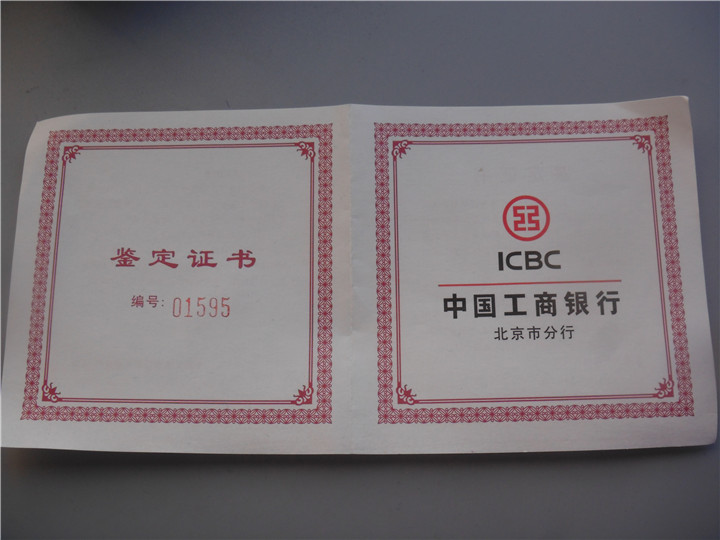 鉴定证书
编号: 01595
ICBC
中国工商银行
北京市分行